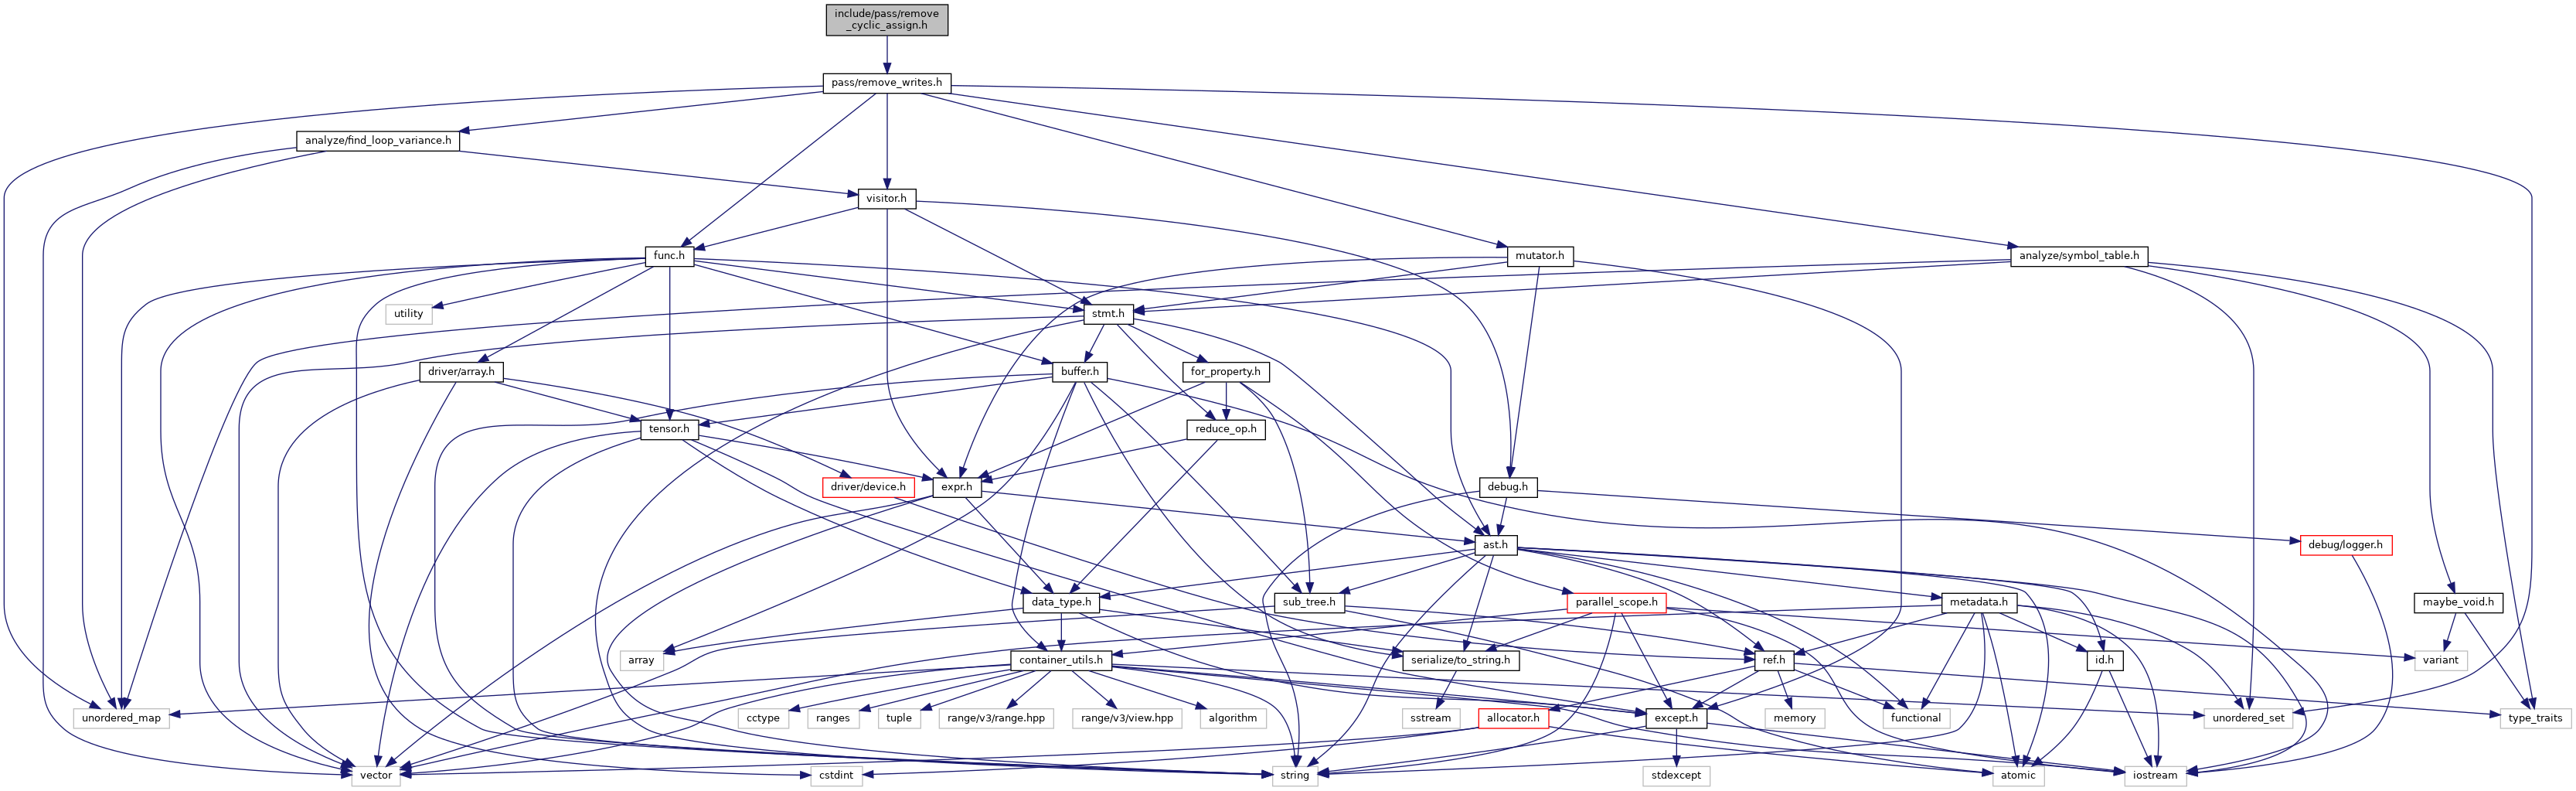 include/pass/remove
_cyclic_assign.h
pass/remove_writes.h
analyze/find_loop_variance.h
visitor.h
func.h
mutator.h
analyze/symbol_table.h
utility
stmt.h
driver/array.h
buffer.h
for_property.h
tensor.h
reduce_op.h
driver/device.h
expr.h
debug.h
ast.h
debug/logger.h
data_type.h
sub_tree.h
parallel_scope.h
metadata.h
maybe_void.h
array
container_utils.h
serialize/to_string.h
ref.h
id.h
variant
unordered_map
cctype
ranges
tuple
range/v3/range.hpp
range/v3/view.hpp
algorithm
sstream
allocator.h
except.h
memory
functional
unordered_set
type_traits
vector
cstdint
string
stdexcept
atomic
iostream